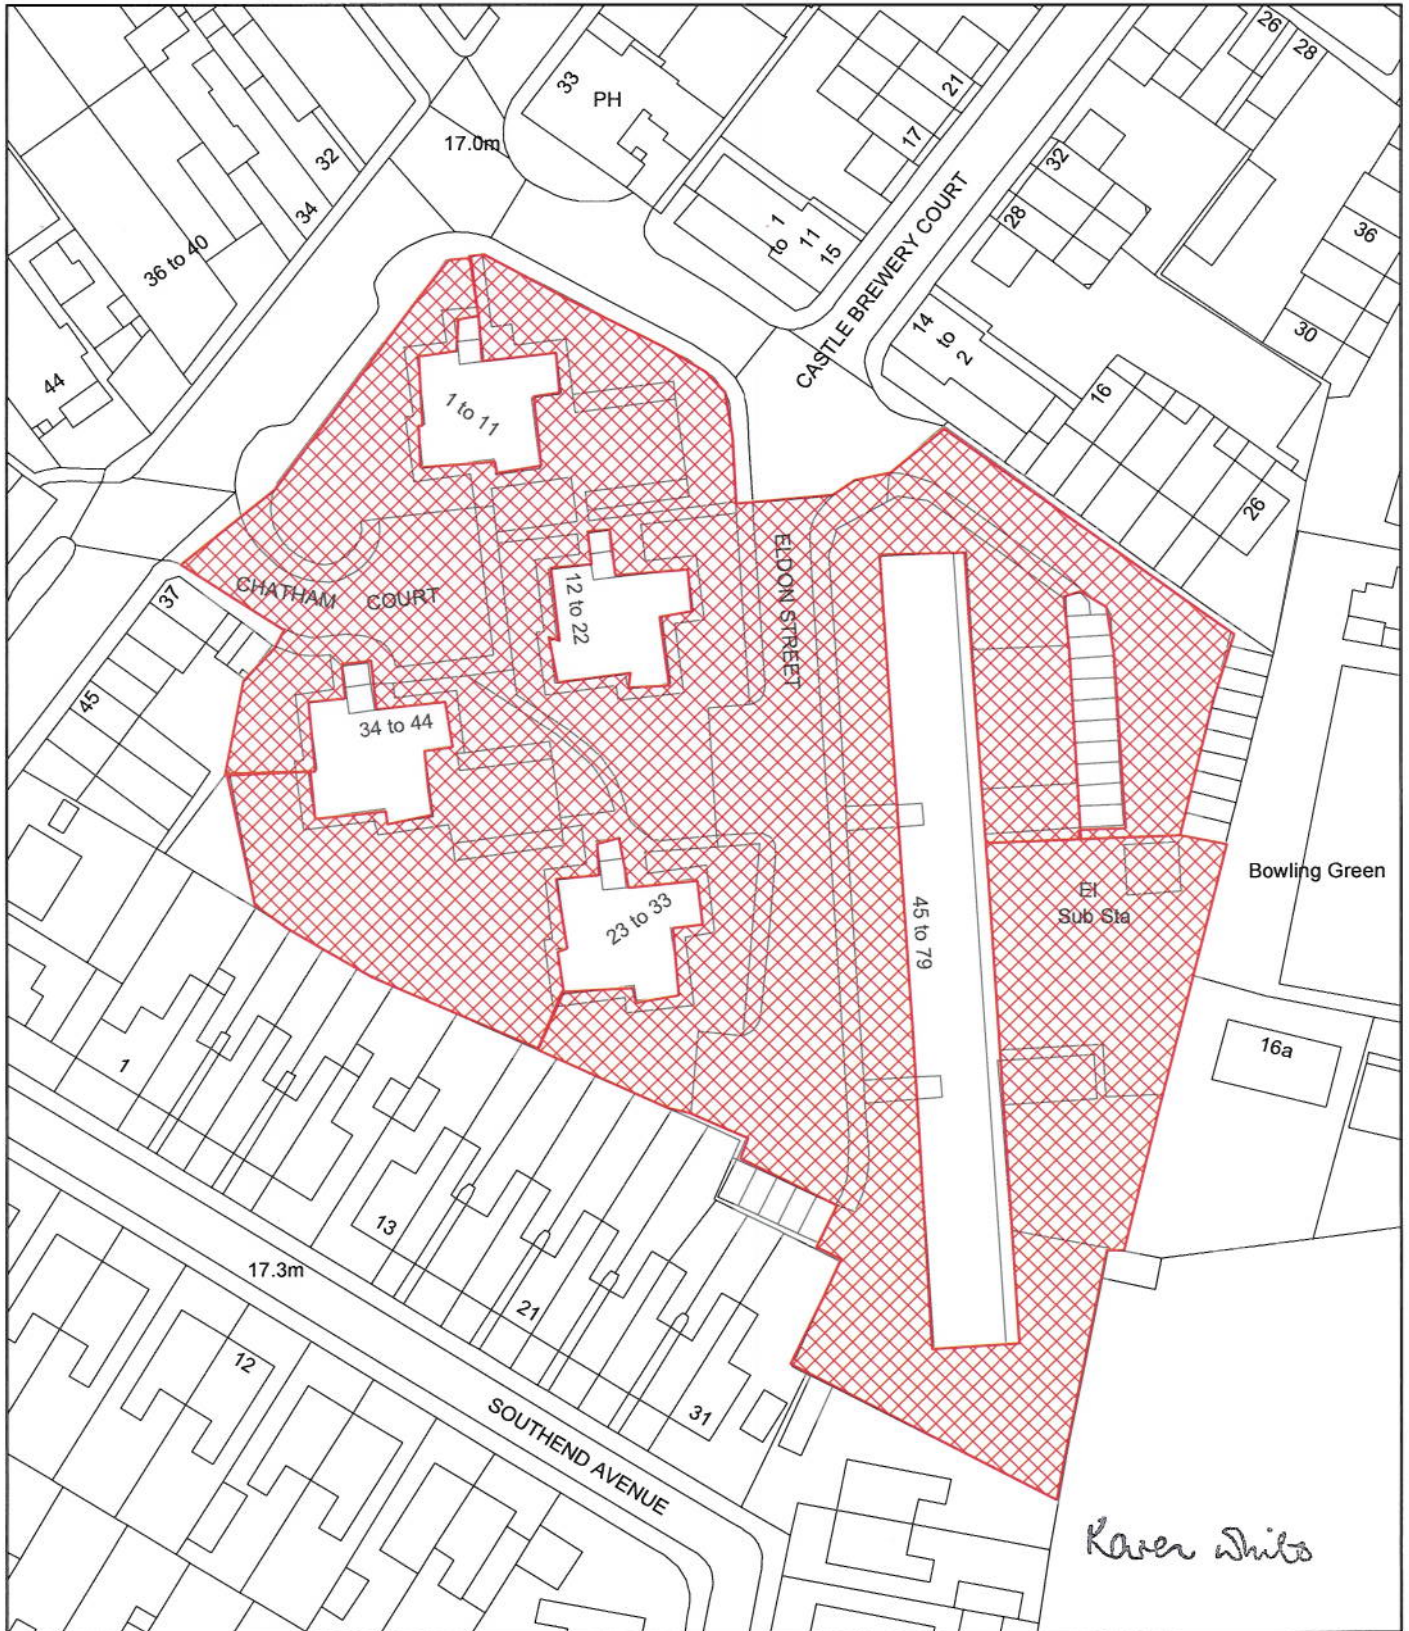 26
28
33
PH
21
17.0m
17
32
32
34
1
to
11
15
28
36
36 to 40
CASTLE BREWERY COURT
14
to
2
30
44
16
1 to 11
26
ELDON STREET
37
CHATHAM COURT
12 to 22
45
34 to 44
Bowling Green
El
Sub Sta
23 to 33
45 to 79
16a
1
13
17.3m
21
12
31
SOUTHEND AVENUE
Karen White